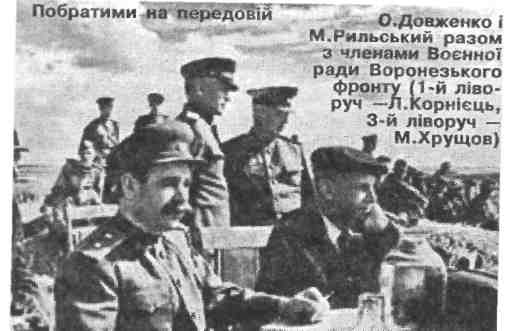 Побратими на передовій
О.Довженко і
М.Рильський разом
з членами Воєнної
ради Воронезького
фронту (1-й ліво-
руч —Л.Корнієць,
3-й ліворуч —
М.Хрущов)